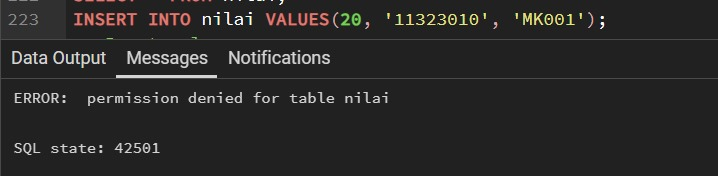 223 INSERT INTO nilai VALUES(20, '11323010', 'MK001');
Data Output Messages Notifications
ERROR:  permission denied for table nilai
SQL state: 42501